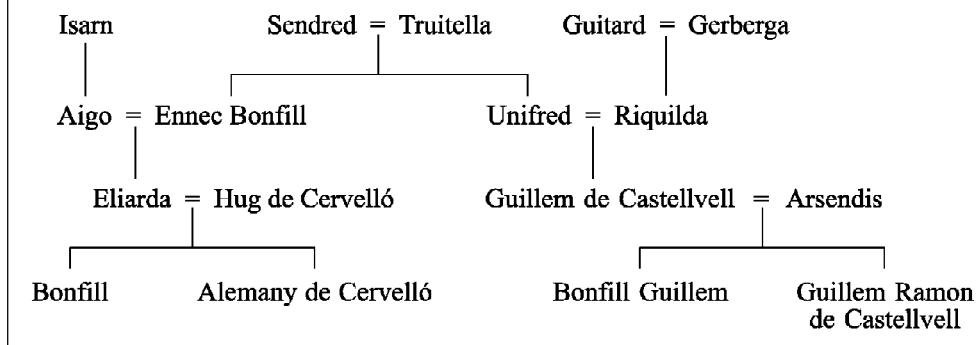 Isarn Sendred = Truitella Guitard = Gerberga
Aigo = Ennec Bonfill Unifred = Riquilda
Eliarda = Hug de Cervelló Guillem de Castellvell = Arsendis
Bonfill Alemany de Cervelló Bonfill Guillem Guillem Ramon
de Castellvell